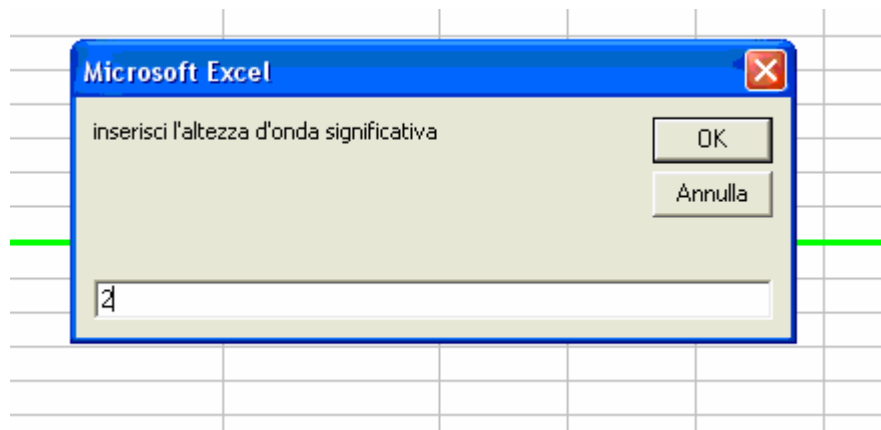 Microsoft Excel
inserisci l'altezza d'onda significativa
OK
Annulla
2